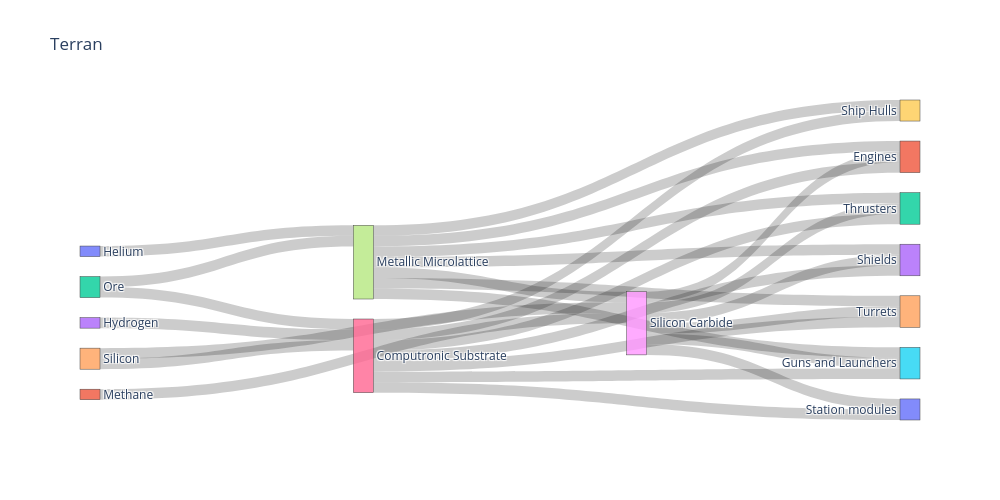 Terran
Helium
Ore
Hydrogen
Silicon
Methane
Metallic Microlattice
Computronic Substrate
Silicon Carbide
Ship Hulls
Engines
Thrusters
Shields
Turrets
Guns and Launchers
Station modules